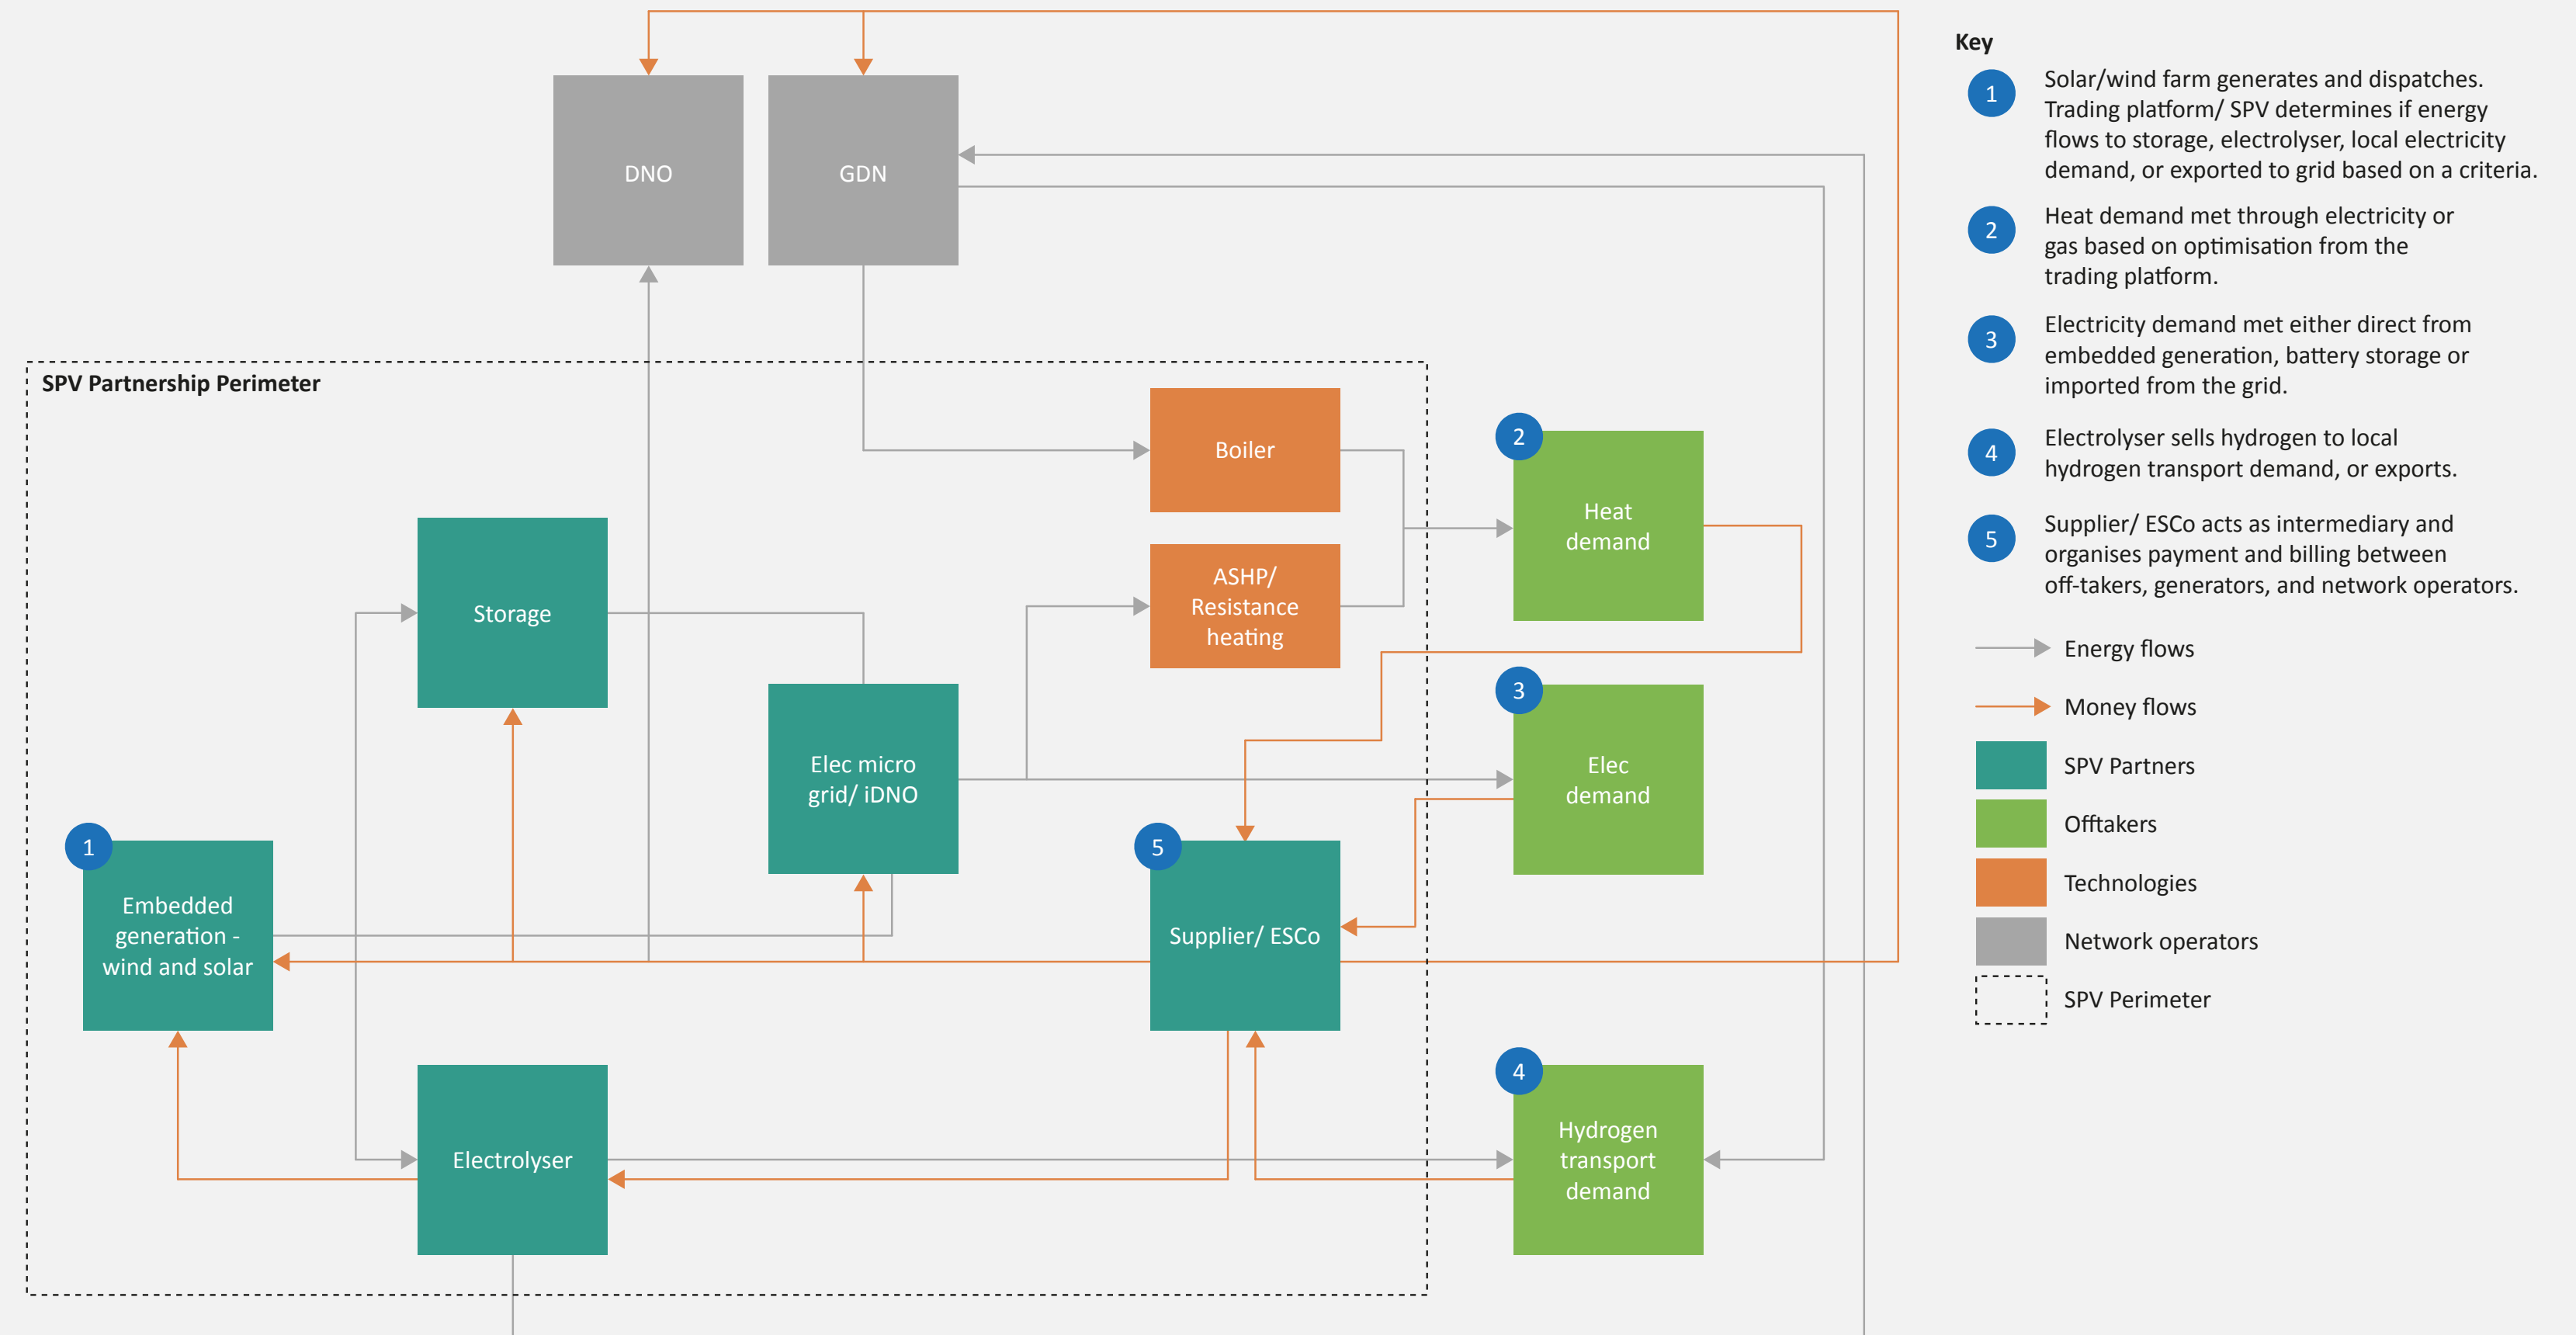 DNO
GDN
SPV Partnership Perimeter
Boiler
2
Heat
demand
ASHP/
Resistance
heating
Storage
3
Elec micro
grid/ iDNO
Elec
demand
1
Embedded
generation -
wind and solar
5
Supplier/ ESCo
Electrolyser
4
Hydrogen
transport
demand
Key
1
Solar/wind farm generates and dispatches.
Trading platform/ SPV determines if energy
flows to storage, electrolyser, local electricity
demand, or exported to grid based on a criteria.
2
Heat demand met through electricity or
gas based on optimisation from the
trading platform.
3
Electricity demand met either direct from
embedded generation, battery storage or
imported from the grid.
4
Electrolyser sells hydrogen to local
hydrogen transport demand, or exports.
5
Supplier/ ESCo acts as intermediary and
organises payment and billing between
off-takers, generators, and network operators.
Energy flows
Money flows
SPV Partners
Offtakers
Technologies
Network operators
SPV Perimeter